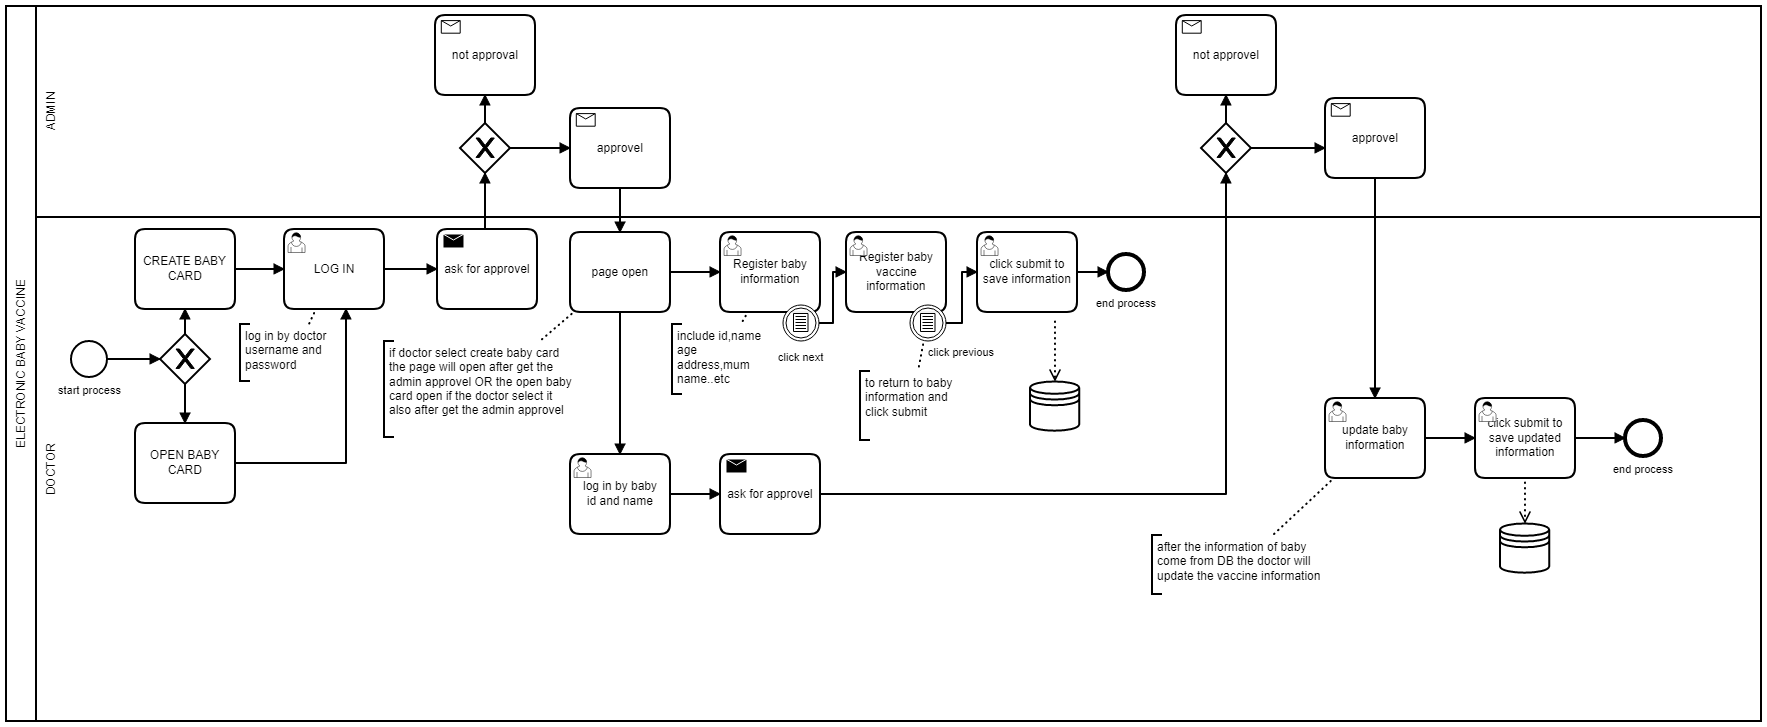 ELECTRONIC BABY VACCINE
ADMIN
not approval
approvel
not approvel
approvel
DOCTOR
start process
CREATE BABY
CARD
OPEN BABY
CARD
LOG IN
log in by doctor
username and
password
ask for approvel
if doctor select create baby card
the page will open after get the
admin approvel OR the open baby
card open if the doctor select it
also after get the admin approvel
page open
log in by baby
id and name
ask for approvel
Register baby
information
include id,name
age
address,mum
name..etc
click next
Register baby
vaccine
information
click previous
to return to baby
information and
click submit
click submit to
save information
end process
update baby
information
after the information of baby
come from DB the doctor will
update the vaccine information
click submit to
save updated
information
end process